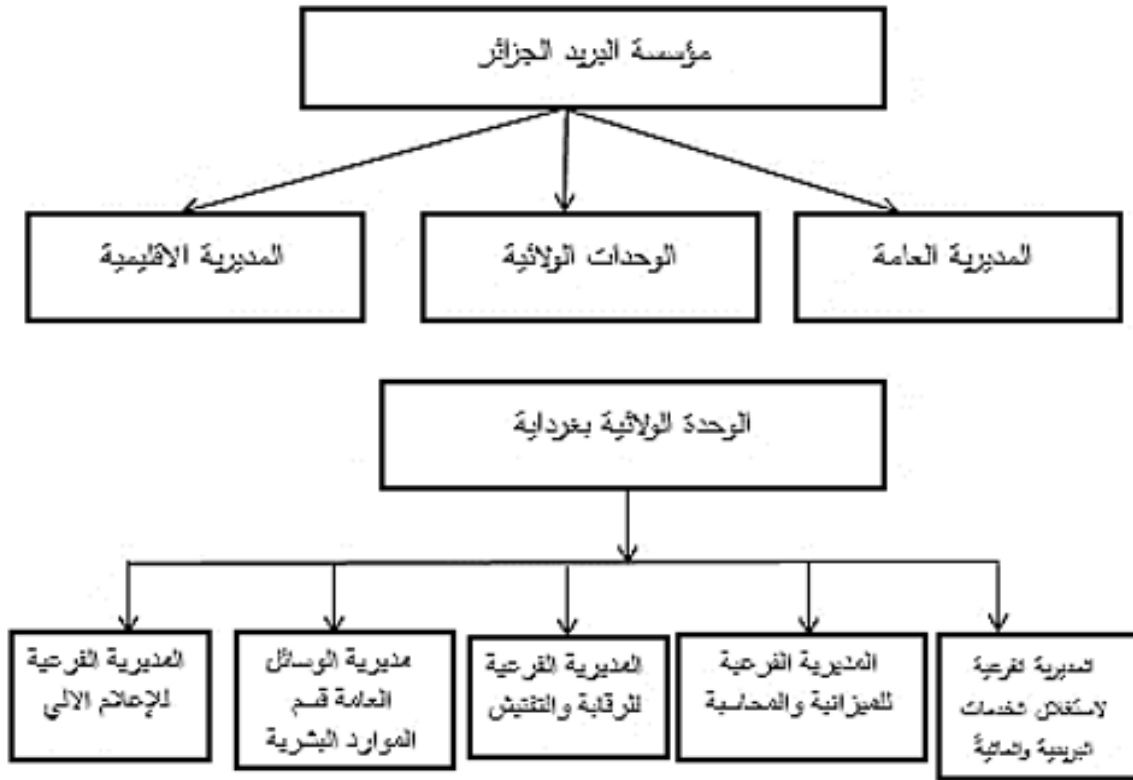 مؤسسة البريد الجزائر
المديرية العامة
الوحدات الولائية
المديرية الاقليمية
الوحدة الولائية بغرداية
المديرية الفرعية
لاستغلال الخدمات
البريدية والمالية
المديرية الفرعية
للميزانية والمحاسبة
المديرية الفرعية
للرقابة والتفتيش
مديرية الوسائل
العامة قسم
الموارد البشرية
المديرية الفرعية
للإعلام الالي